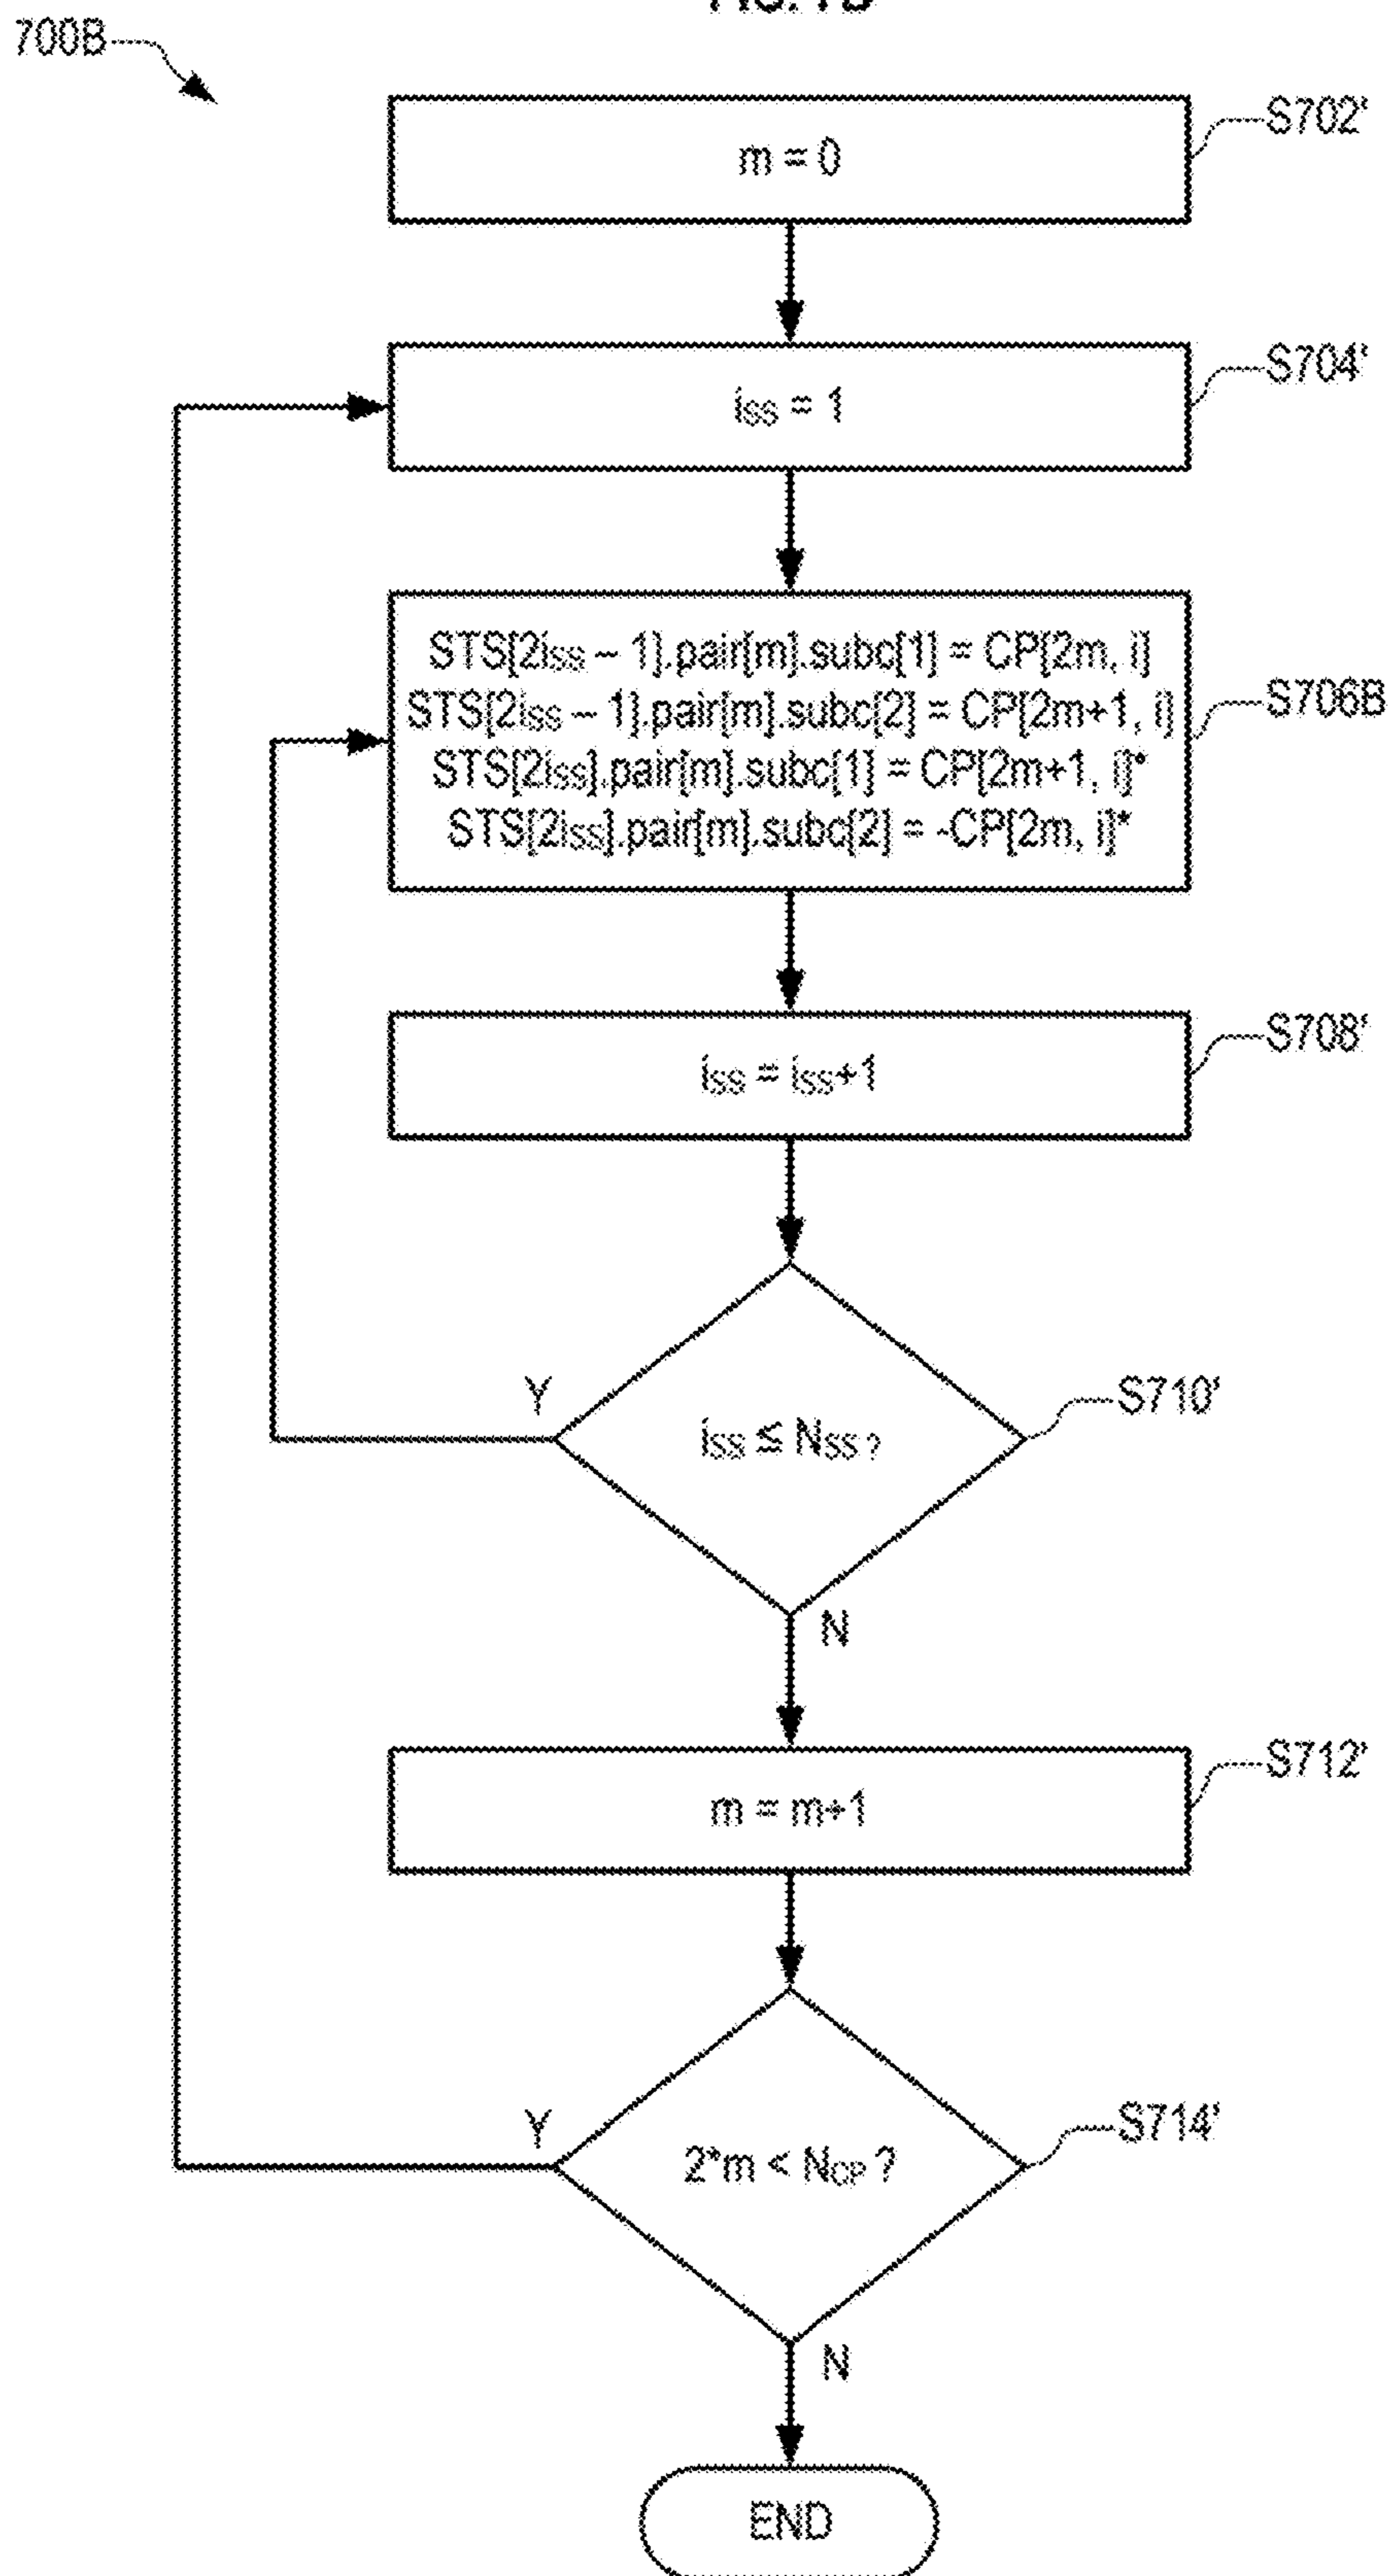 700B
m = 0
S702'
iSS = 1
S704'
STS[2iSS – 1].pair[m].subc[1] = CP[2m, i]
STS[2iSS – 1].pair[m].subc[2] = CP[2m+1, i]
STS[2iSS].pair[m].subc[1] = CP[2m+1, i]*
STS[2iSS].pair[m].subc[2] = -CP[2m, i]*
S706B
iSS = iSS+1
S708'
Y
iSS ≤ NSS ?
S710'
N
m = m+1
S712'
Y
2*m < NCP ?
S714'
N
END